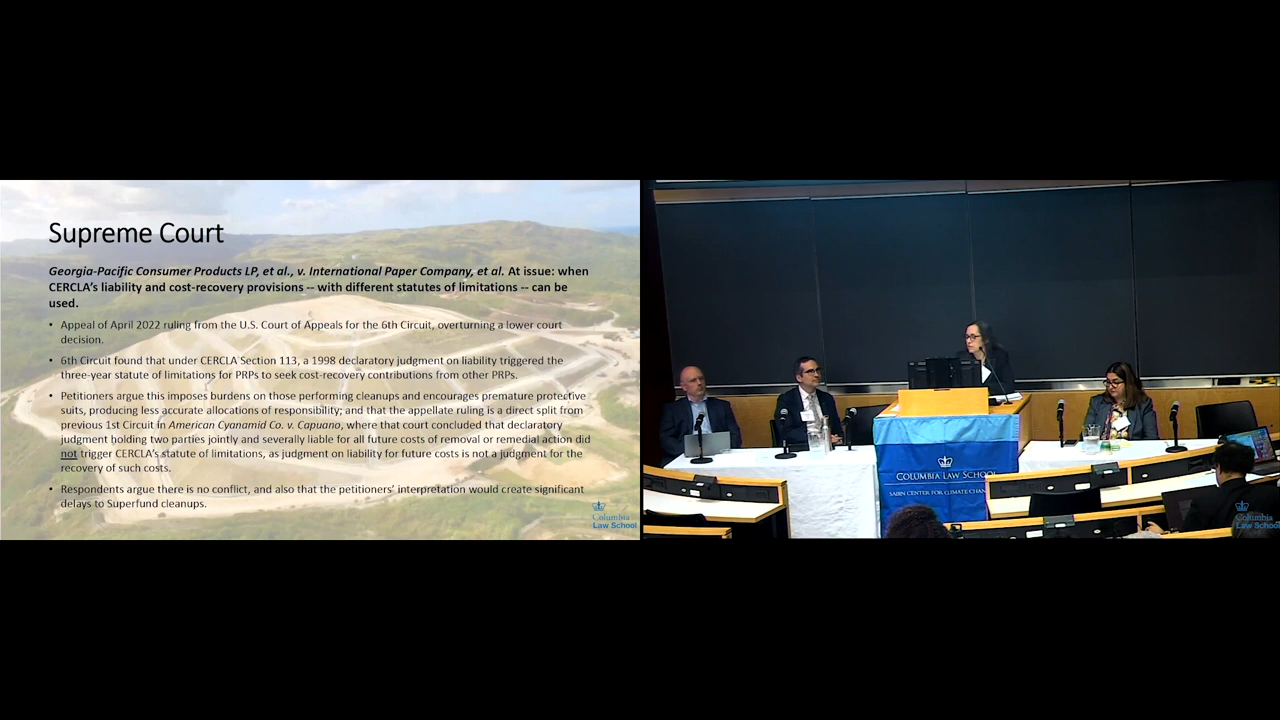 Supreme Court
Georgia-Pacific Consumer Products LP, et al., v. International Paper Company, et al. At issue: when
CERCLA's liability and cost-recovery provisions -- with different statutes of limitations -- can be
used.
• Appeal of April 2022 ruling from the U.S. Court of Appeals for the 6th Circuit, overturning a lower court
decision.
• 6th Circuit found that under CERCLA Section 113, a 1998 declaratory judgment on liability triggered the
three-year statute of limitations for PRPs to seek cost-recovery contributions from other PRPs.
• Petitioners argue this imposes burdens on those performing cleanups and encourages premature protective
suits, producing less accurate allocations of responsibility; and that the appellate ruling is a direct split from
previous 1st Circuit in American Cyanamid Co. v. Capuano, where that court concluded that declaratory
judgment holding two parties jointly and severally liable for all future costs of removal or remedial action did
not trigger CERCLA's statute of limitations, as judgment on liability for future costs is not a judgment for the
recovery of such costs.
• Respondents argue there is no conflict, and also that the petitioners' interpretation would create significant
delays to Superfund cleanups.
Columbia
Law School
COLUMBIA LAW SCHOOL
SABIN CENTER FOR CLIMATE CHAN
Columbia
Law School